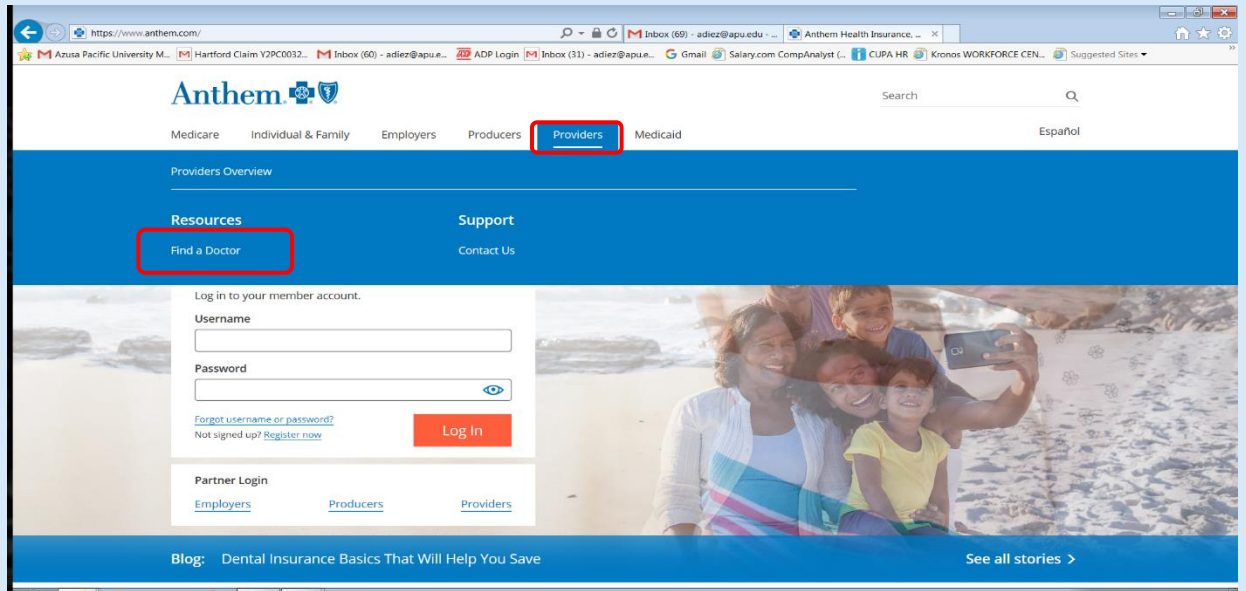 https://www.anthem.com/
Inbox (69) - adiez@apu.edu - ...
Anthem Health Insurance, ...
Azusa Pacific University M...
Hartford Claim Y2PC0032...
Inbox (60) - adiez@apu.e...
ADP Login
Inbox (31) - adiez@apu.e...
Gmail
Salary.com CompAnalyst (...
CUPA HR
Kronos WORKFORCE CEN...
Suggested Sites
Anthem
Search
Medicare
Individual & Family
Employers
Producers
Providers
Medicaid
Español
Providers Overview
Resources
Support
Find a Doctor
Contact Us
Log in to your member account.
Username
Password
Forgot username or password?
Not signed up? Register now
Log In
Partner Login
Employers
Producers
Providers
Blog: Dental Insurance Basics That Will Help You Save
See all stories >